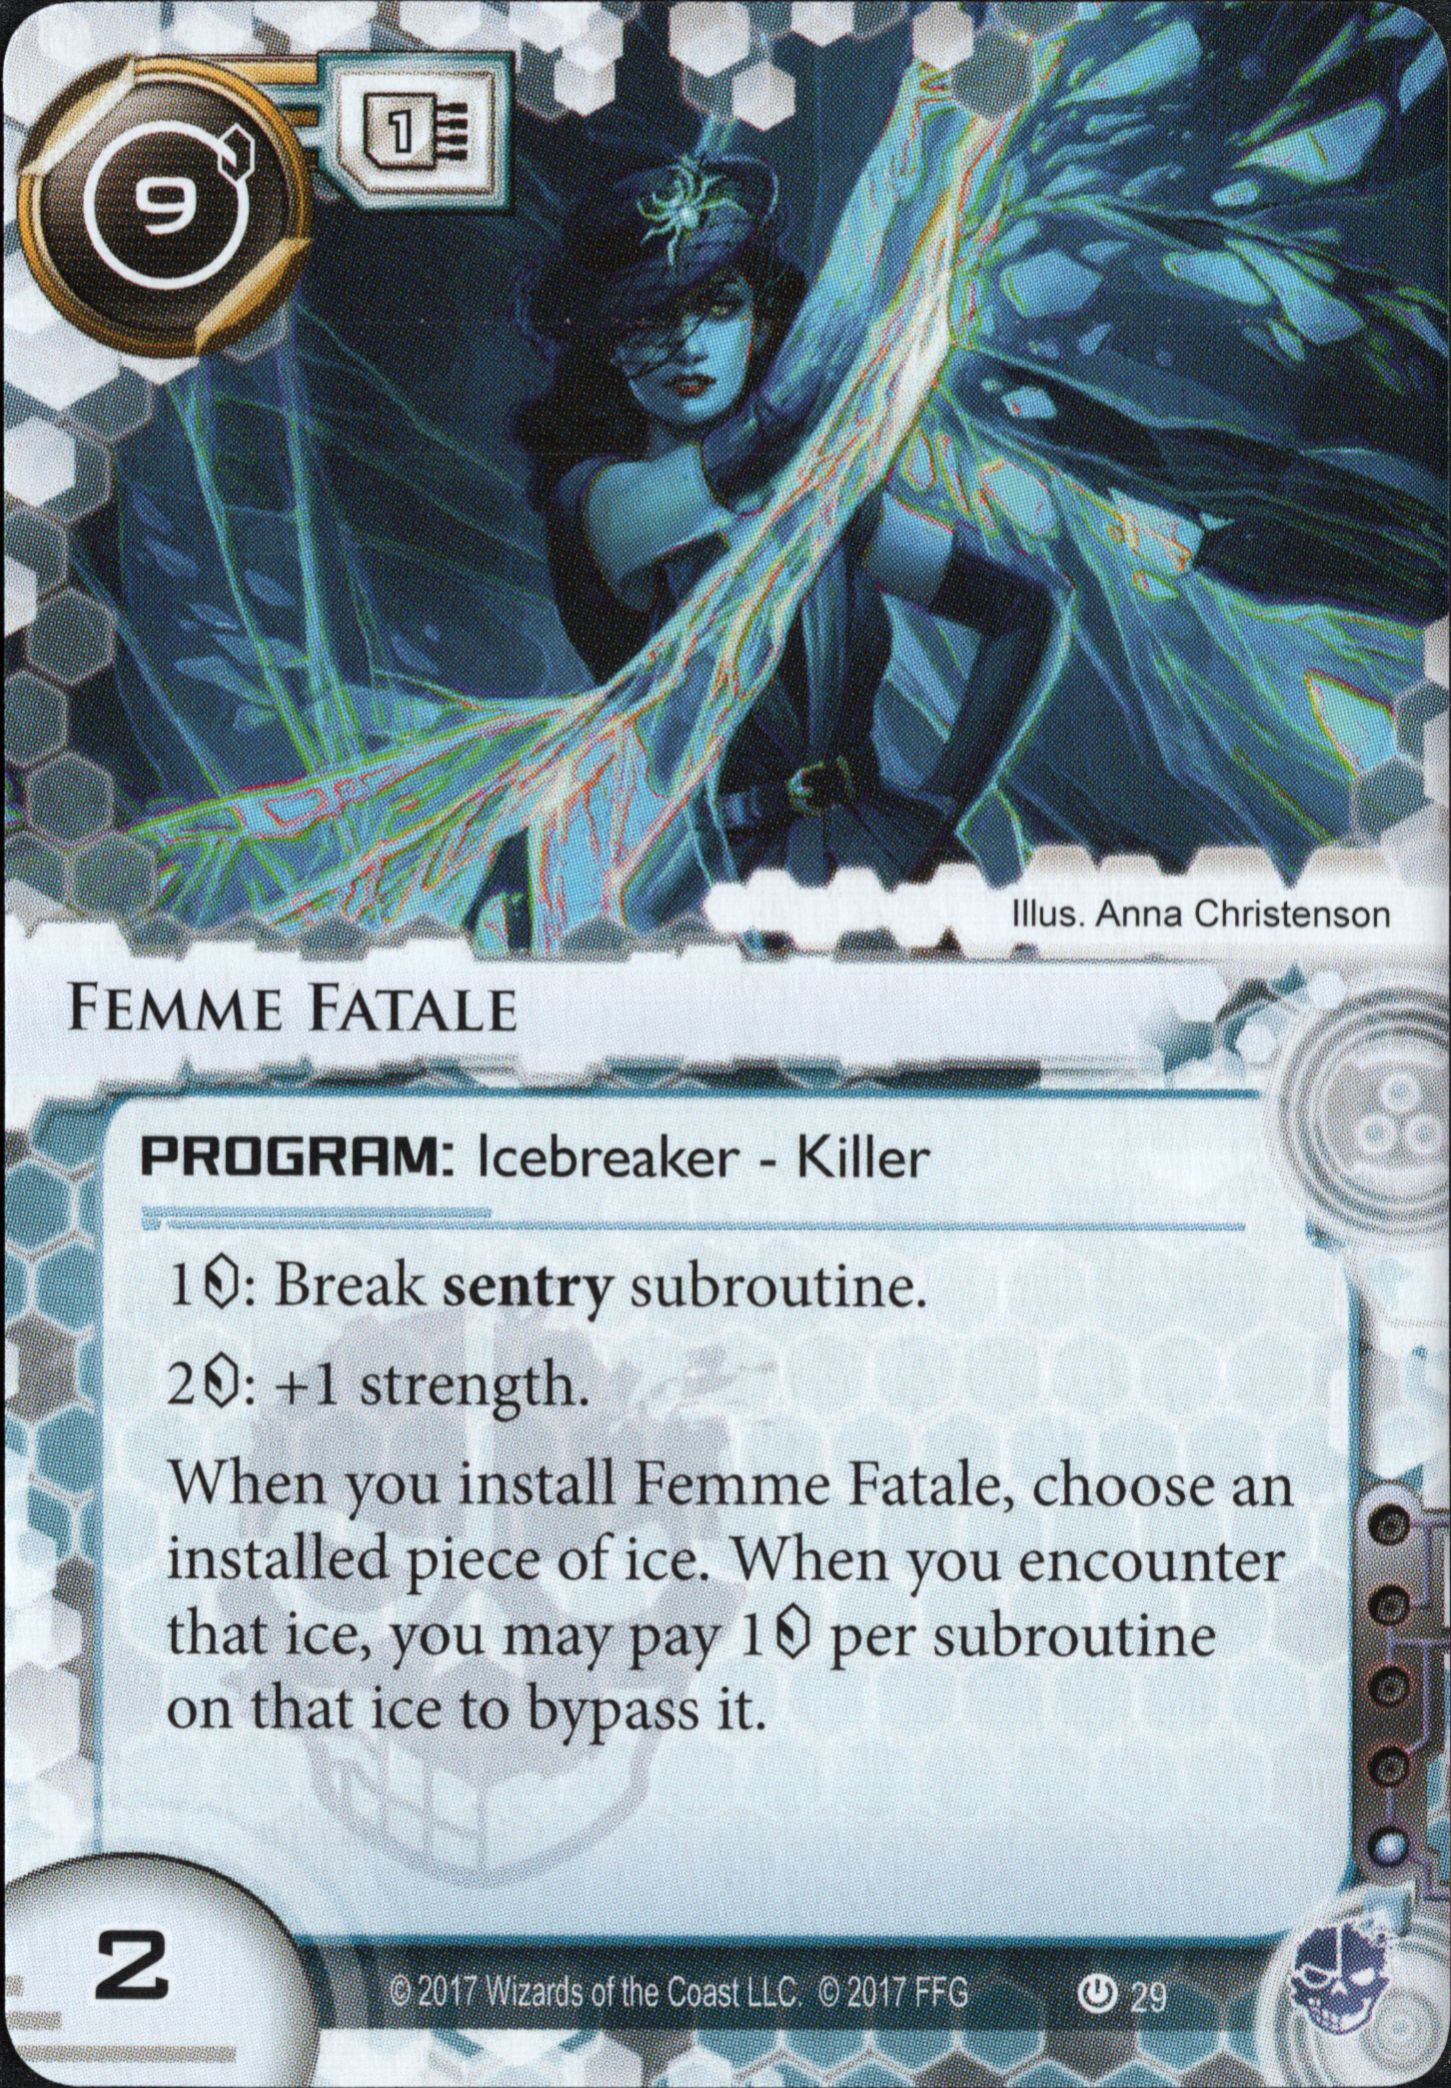 9
1
Illus. Anna Christenson
FEMME FATALE
PROGRAM: Icebreaker - Killer
1: Break sentry subroutine.
2: +1 strength.
When you install Femme Fatale, choose an
installed piece of ice. When you encounter
that ice, you may pay 1 per subroutine
on that ice to bypass it.
2
© 2017 Wizards of the Coast LLC. © 2017 FFG 29